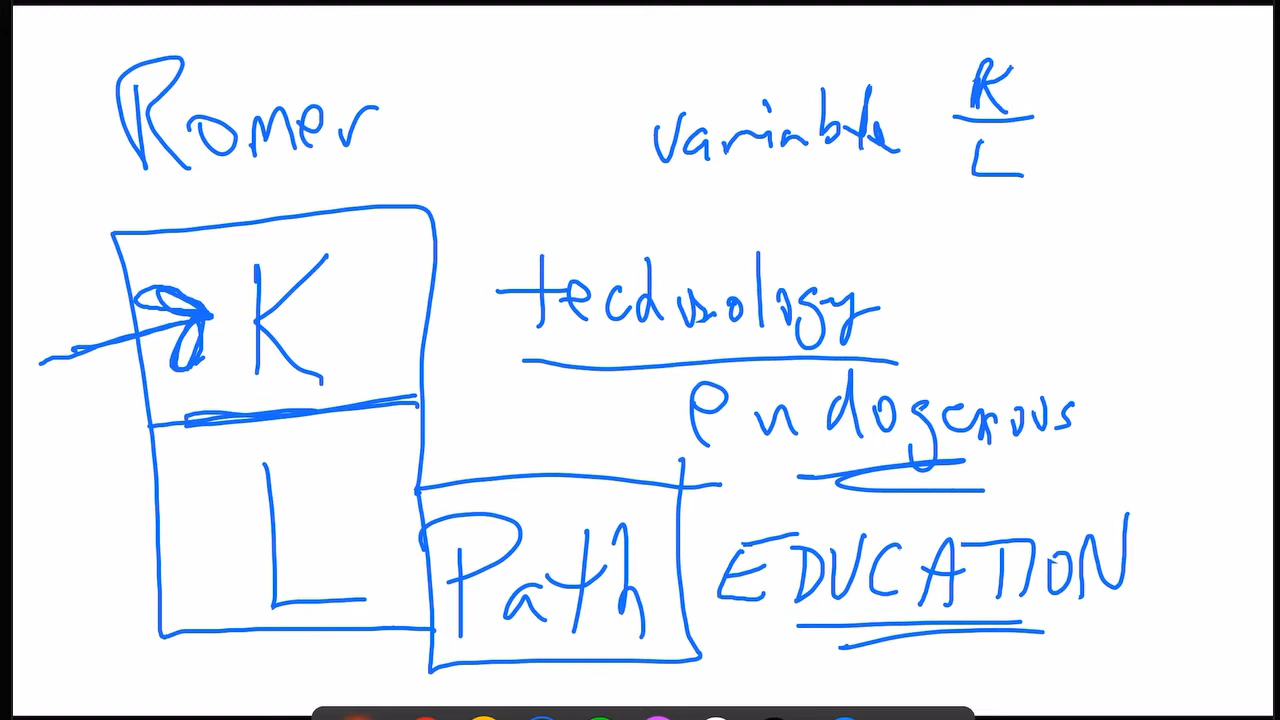 Romer
variable K/L
K
technology
endogenous
L
Path
EDUCATION